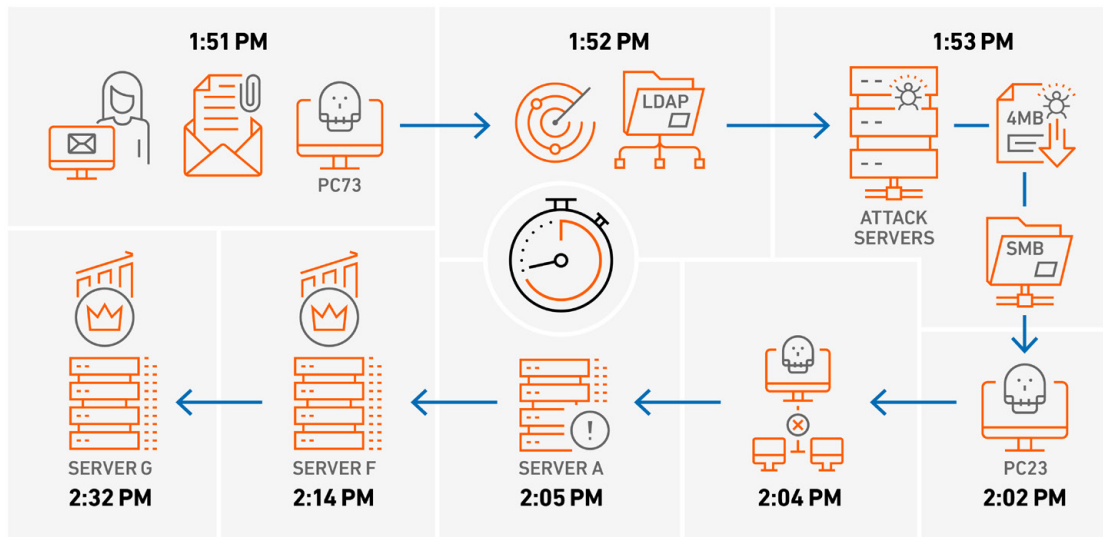 1:51 PM
PC73
1:52 PM
LDAP
1:53 PM
ATTACK
SERVERS
4MB
SMB
PC23
2:02 PM
2:04 PM
SERVER A
2:05 PM
SERVER F
2:14 PM
SERVER G
2:32 PM